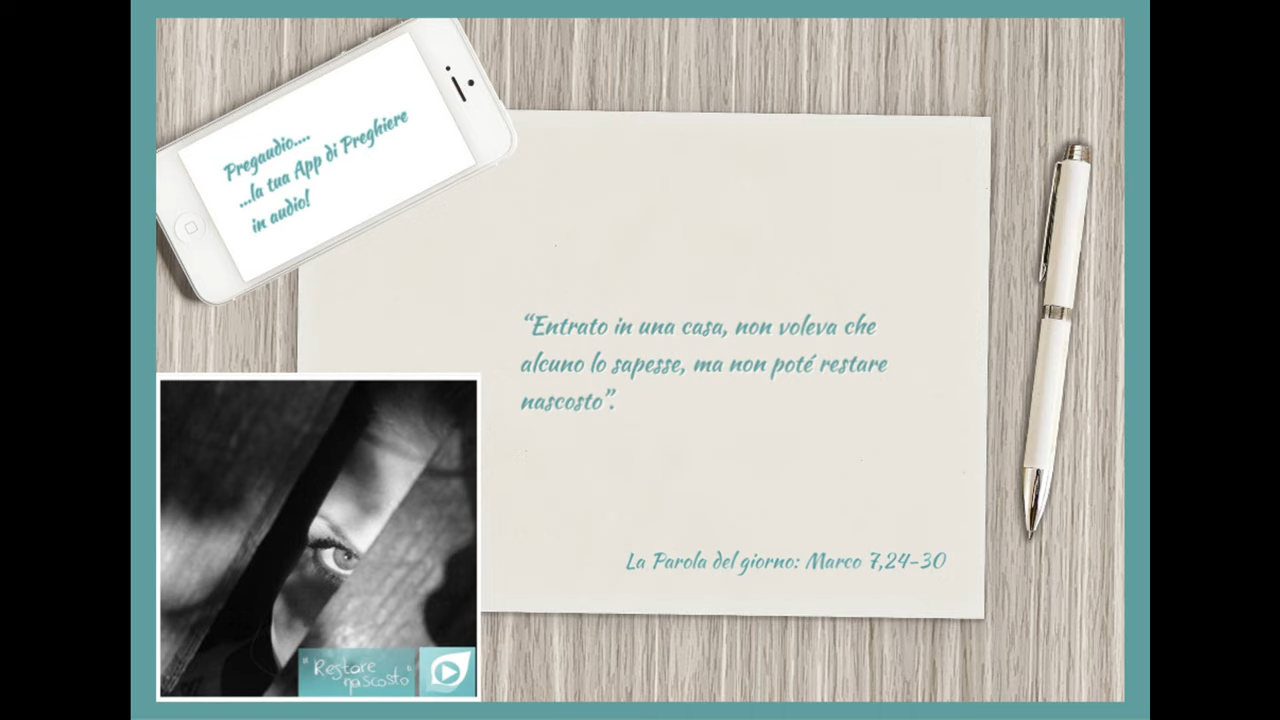 Pregaudio....
...la tua App di Preghiere
in audio!
“Entrato in una casa, non voleva che
alcuno lo sapesse, ma non poté restare
nascosto”.
La Parola del giorno: Marco 7,24-30
"Restare
nascosto"